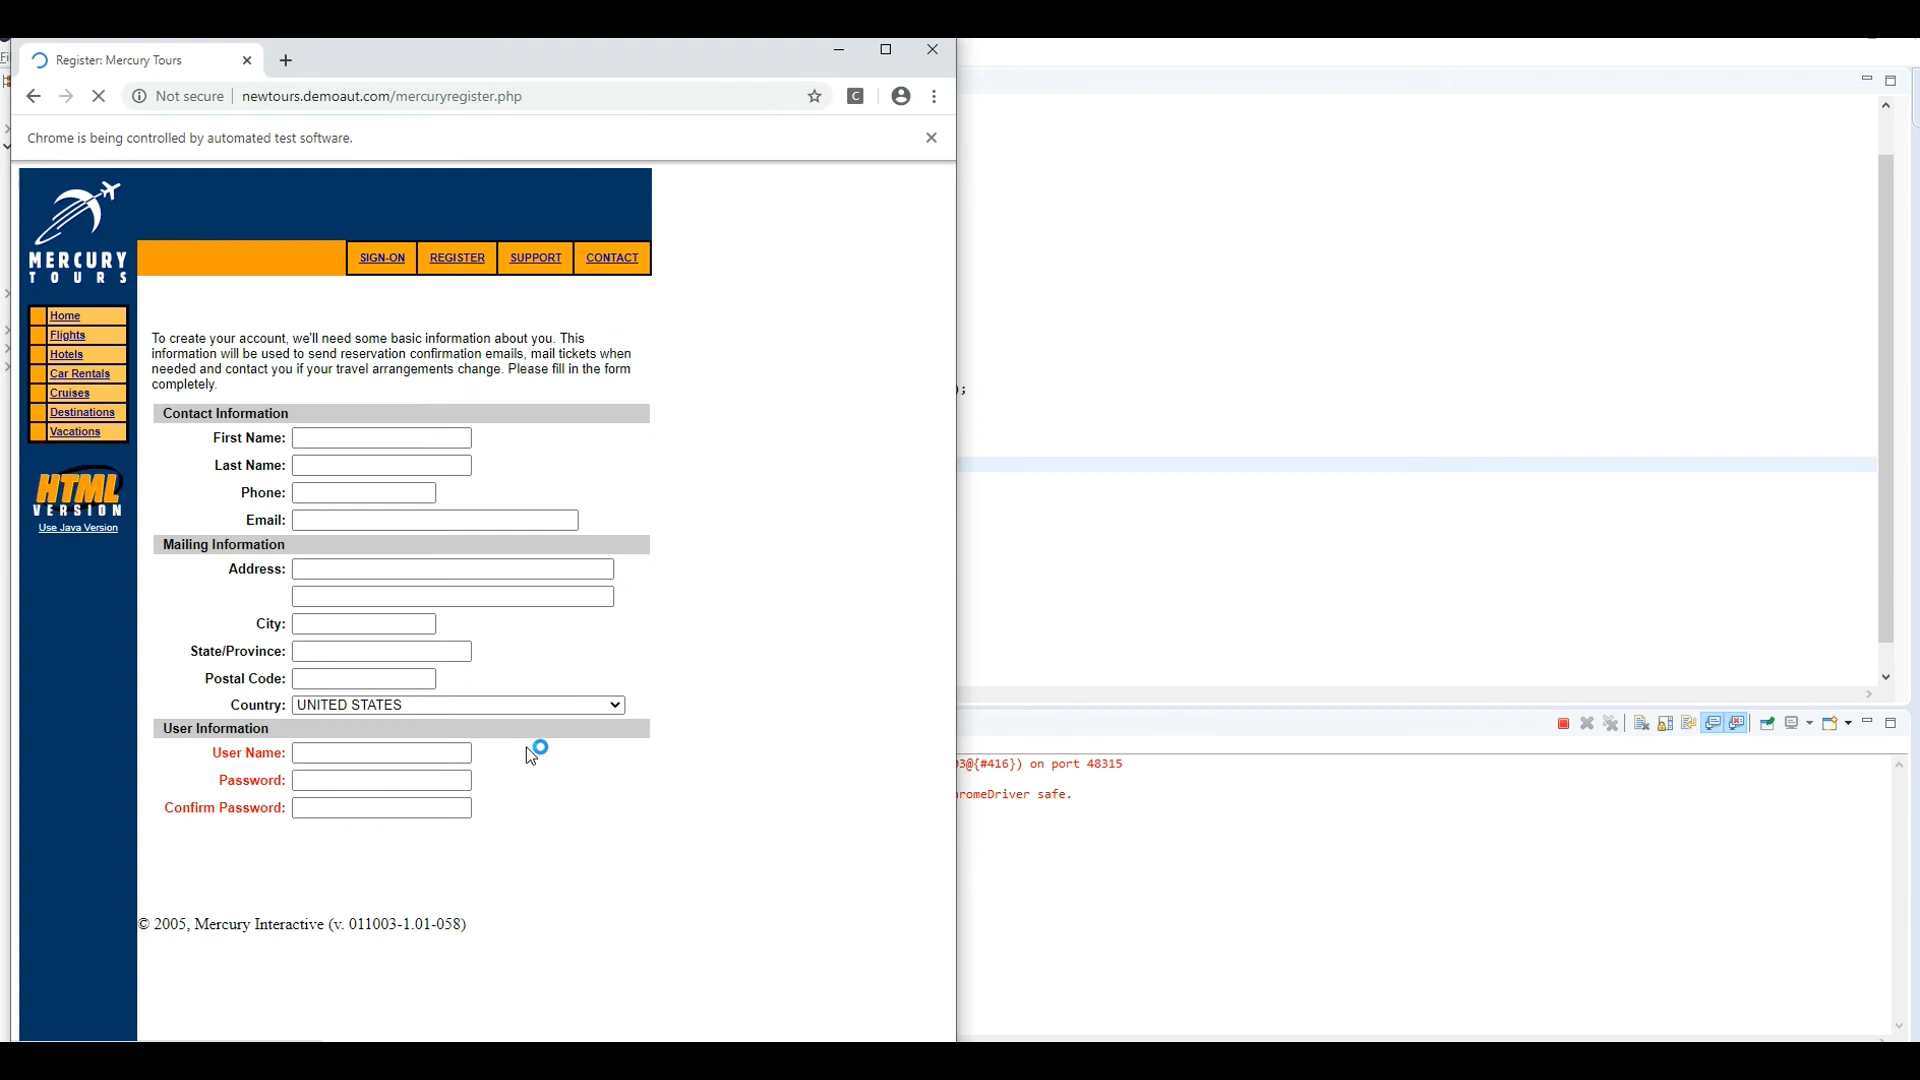 Register: Mercury Tours
Not secure
newtours.demoaut.com/mercuryregister.php
C
Chrome is being controlled by automated test software.
MERCURY
TOURS
SIGN-ON
REGISTER
SUPPORT
CONTACT
Home
Flights
Hotels
Car Rentals
Cruises
Destinations
Vacations
HTML
VERSION
Use Java Version
To create your account, we'll need some basic information about you. This
information will be used to send reservation confirmation emails, mail tickets when
needed and contact you if your travel arrangements change. Please fill in the form
completely.
Contact Information
First Name:
Last Name:
Phone:
Email:
Mailing Information
Address:
City:
State/Province:
Postal Code:
Country: UNITED STATES
User Information
User Name:
Password:
Confirm Password:
© 2005, Mercury Interactive (v. 011003-1.01-058)
);
03@{#416}) on port 48315
hromeDriver safe.